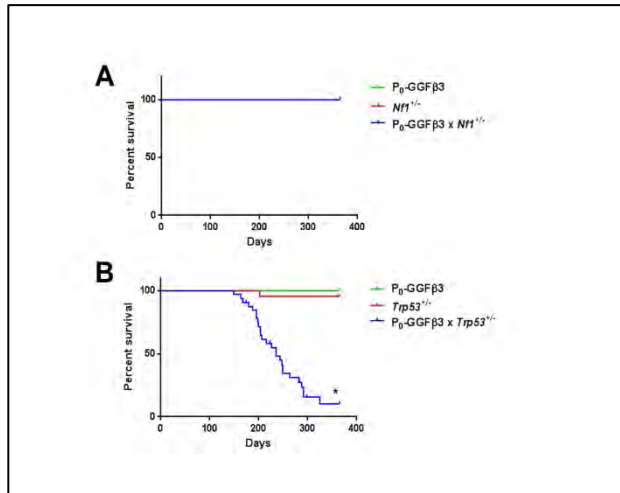 A
P₀-GGFβ3
Nf1⁺/⁻
P₀-GGFβ3 x Nf1⁺/⁻
Percent survival
100
50
0
0 100 200 300 400
Days
B
P₀-GGFβ3
Trp53⁺/⁻
P₀-GGFβ3 x Trp53⁺/⁻
Percent survival
100
50
0
*
0 100 200 300 400
Days